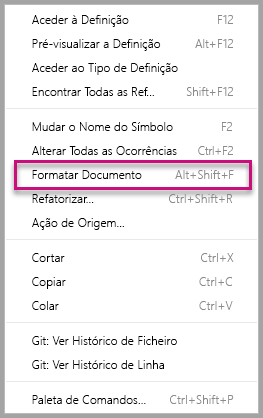 Aceder à Definição F12
Pré-visualizar a Definição Alt+F12
Aceder ao Tipo de Definição
Encontrar Todas as Ref... Shift+F12
Mudar o Nome do Símbolo F2
Alterar Todas as Ocorrências Ctrl+F2
Formatar Documento Alt+Shift+F
Refatorizar... Ctrl+Shift+R
Ação de Origem...
Cortar Ctrl+X
Copiar Ctrl+C
Colar Ctrl+V
Git: Ver Histórico de Ficheiro
Git: Ver Histórico de Linha
Paleta de Comandos... Ctrl+Shift+P